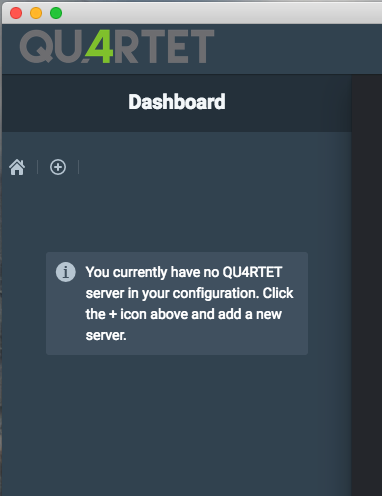 QU4RTET
Dashboard
You currently have no QU4RTET
server in your configuration. Click
the + icon above and add a new
server.